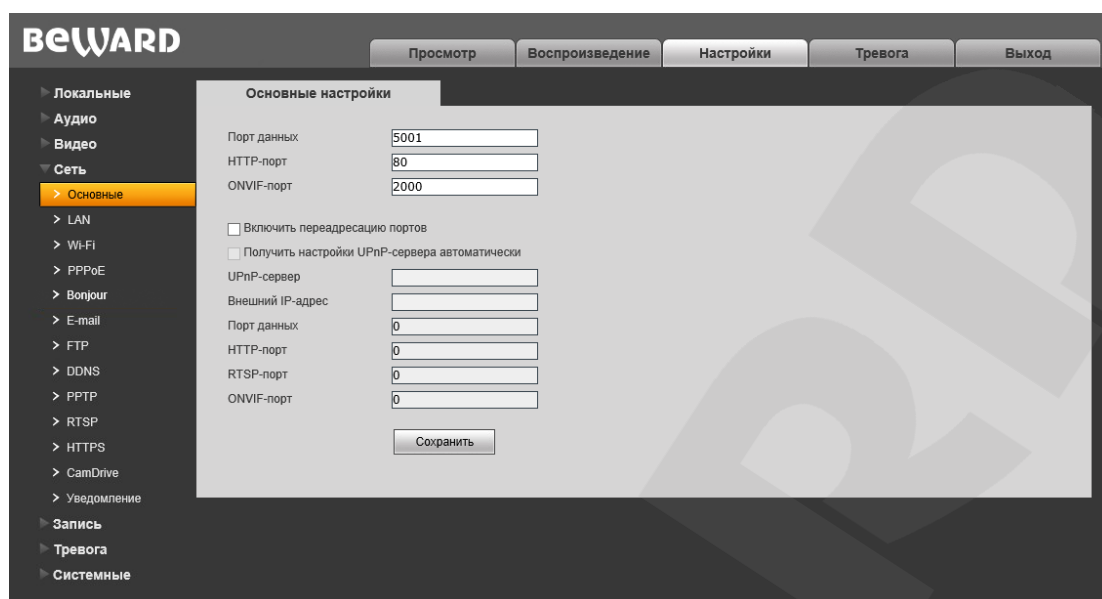 BEWARD
Просмотр Воспроизведение Настройки Тревога Выход
Локальные
Аудио
Видео
Сеть
Основные
LAN
Wi-Fi
PPPoE
Bonjour
E-mail
FTP
DDNS
PPTP
RTSP
HTTPS
CamDrive
Уведомление
Запись
Тревога
Системные
Основные настройки
Порт данных 5001
HTTP-порт 80
ONVIF-порт 2000
Включить переадресацию портов
Получить настройки UPnP-сервера автоматически
UPnP-сервер
Внешний IP-адрес
Порт данных 0
HTTP-порт 0
RTSP-порт 0
ONVIF-порт 0
Сохранить